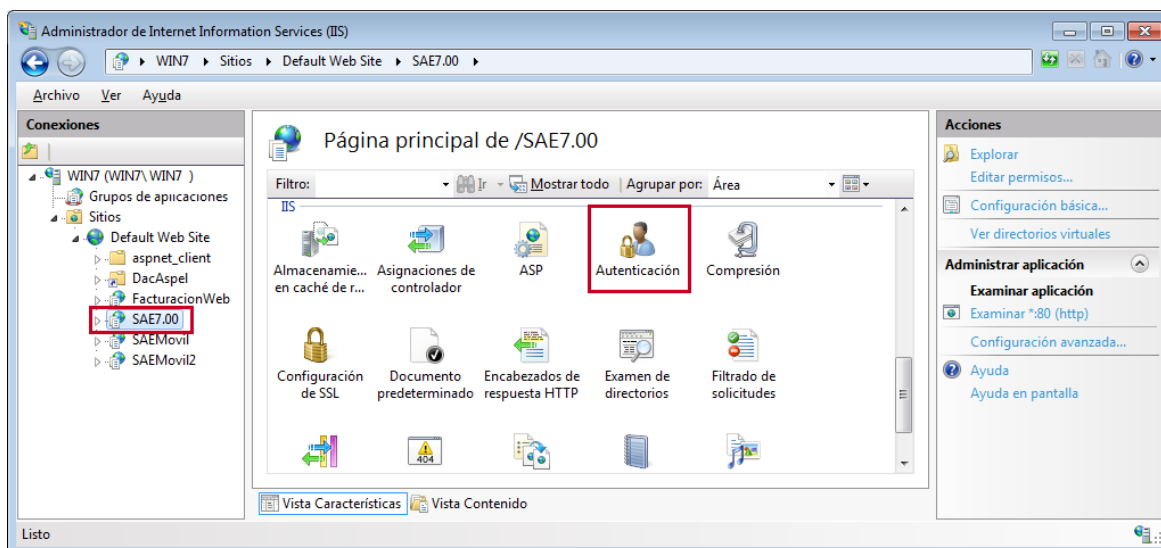 Administrador de Internet Information Services (IIS)
WIN7 Sitios Default Web Site SAE7.00
Archivo Ver Ayuda
Conexiones
WIN7 (WIN7\ WIN7 )
Grupos de aplicaciones
Sitios
Default Web Site
aspnet_client
DacAspel
FacturacionWeb
SAE7.00
SAEMovil
SAEMovil2
Página principal de /SAE7.00
Filtro: Ir Mostrar todo Agrupar por: Área
IIS
Almacenamie... Asignaciones de ASP Autenticación Compresión
en caché de r... controlador
Configuración Documento Encabezados de Examen de Filtrado de
de SSL predeterminado respuesta HTTP directorios solicitudes
404
Vista Características Vista Contenido
Acciones
Explorar
Editar permisos...
Configuración básica...
Ver directorios virtuales
Administrar aplicación
Examinar aplicación
Examinar *:80 (http)
Configuración avanzada...
Ayuda
Ayuda en pantalla
Listo